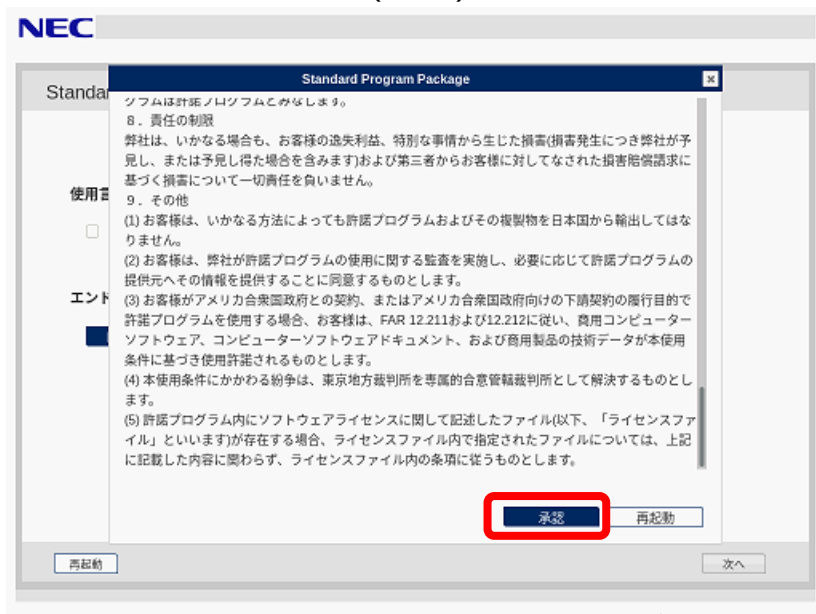 NEC
Standard Program Package
Standar
グラムは許諾プログラムとみなします。
8．責任の制限
弊社は、いかなる場合も、お客様の逸失利益、特別な事情から生じた損害(損害発生につき弊社が予
見し、または予見し得た場合を含みます)および第三者からお客様に対してなされた損害賠償請求に
基づく損害について一切責任を負いません。
使用言
9．その他
(1) お客様は、いかなる方法によっても許諾プログラムおよびその複製物を日本国から輸出してはな
りません。
(2) お客様は、弊社が許諾プログラムの使用に関する監査を実施し、必要に応じて許諾プログラムの
提供元へその情報を提供することに同意するものとします。
エンド
(3) お客様がアメリカ合衆国政府との契約、またはアメリカ合衆国政府向けの下請契約の履行目的で
許諾プログラムを使用する場合、お客様は、FAR 12.211および12.212に従い、商用コンピューター
ソフトウェア、コンピューターソフトウェアドキュメント、および商用製品の技術データが本使用
条件に基づき使用許諾されるものとします。
(4) 本使用条件にかかわる紛争は、東京地方裁判所を専属的合意管轄裁判所として解決するものとし
ます。
(5) 許諾プログラム内にソフトウェアライセンスに関して記述したファイル(以下、「ライセンスファ
イル」といいます)が存在する場合、ライセンスファイル内で指定されたファイルについては、上記
に記載した内容に関わらず、ライセンスファイル内の条項に従うものとします。
承認
再起動
再起動
次へ